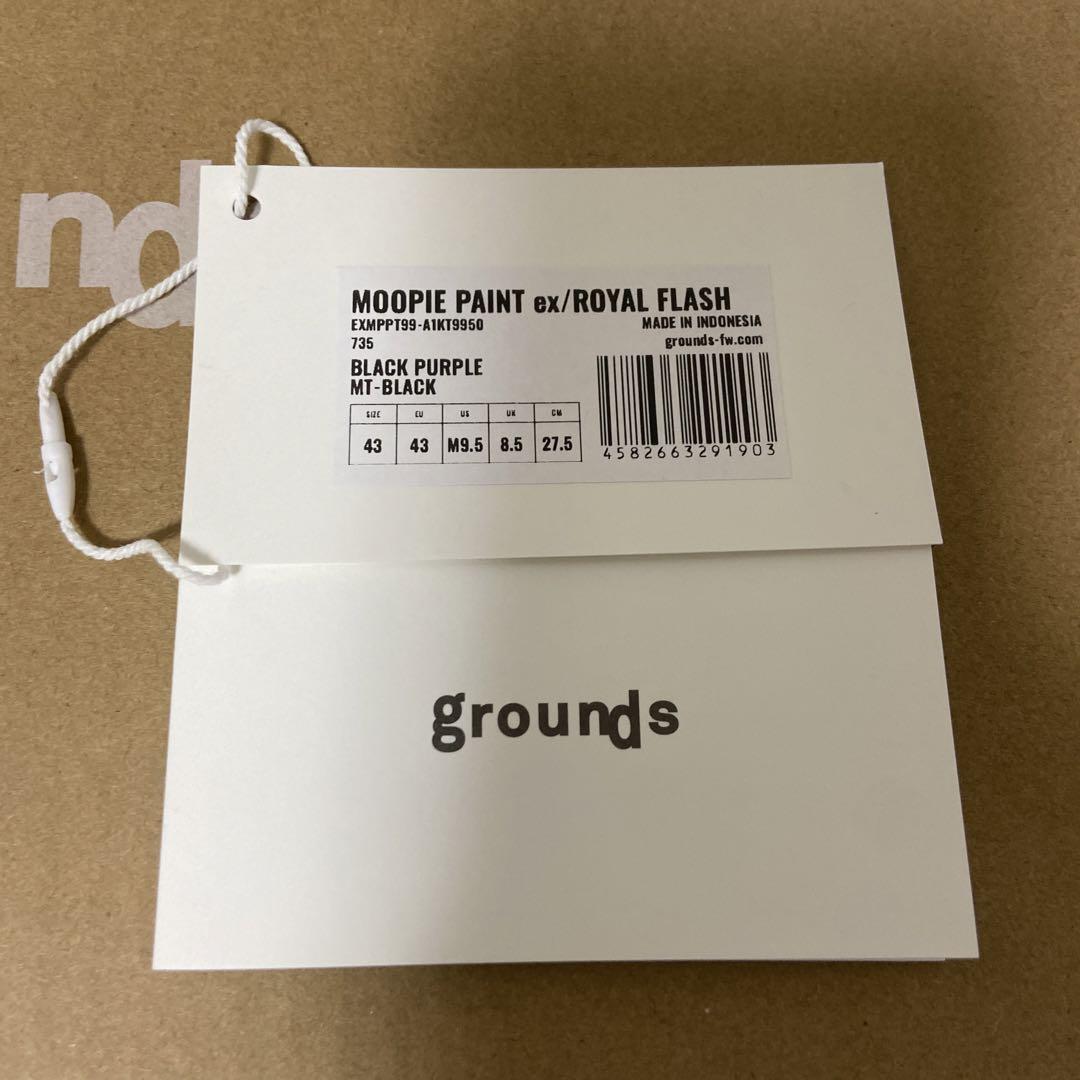 nd
MOOPIE PAINT ex/ROYAL FLASH
EXMPPT99-A1KT9950
MADE IN INDONESIA
735
grounds-fw.com
BLACK PURPLE
MT-BLACK
SIZE EU US UK CM
43 43 M9.5 8.5 27.5
4582663291903
grounds